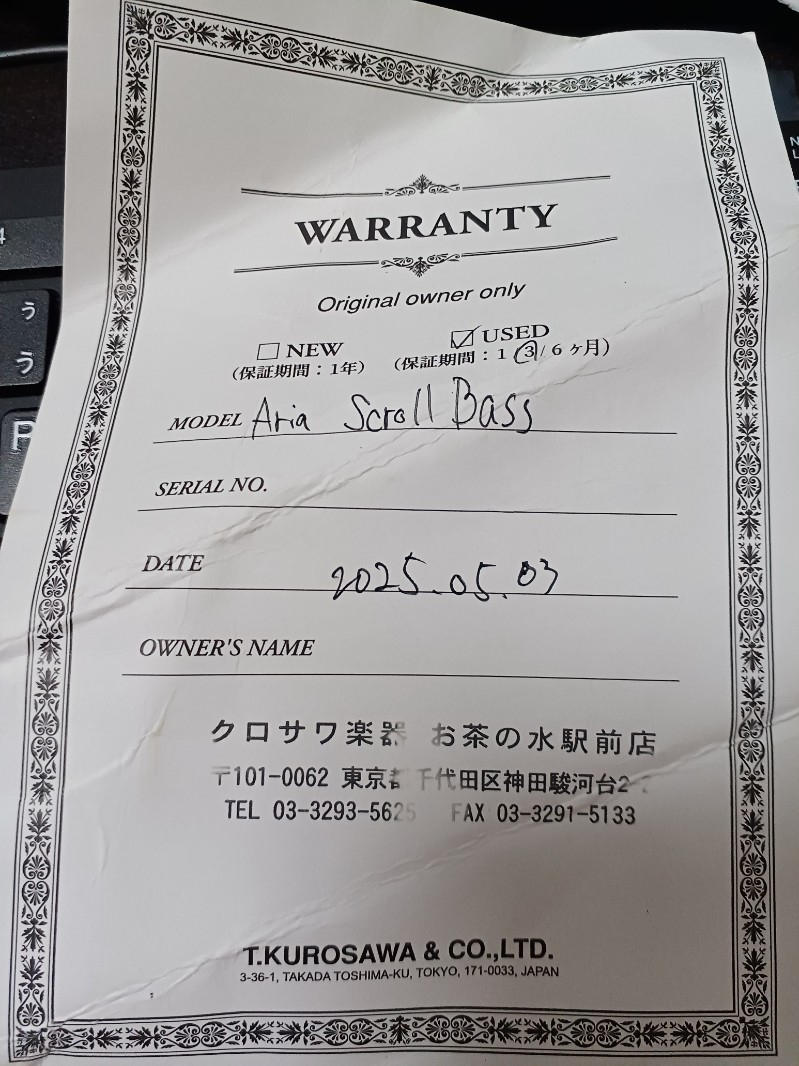 WARRANTY
Original owner only
☐ NEW ☑ USED
(保証期間：1年) (保証期間：1/3/6ヶ月)
MODEL Aria Scroll Bass
SERIAL NO.
DATE 2025.05.03
OWNER'S NAME
クロサワ楽器 お茶の水駅前店
〒101-0062 東京都千代田区神田駿河台2-
TEL 03-3293-5625 FAX 03-3291-5133
T.KUROSAWA & CO.,LTD.
3-36-1, TAKADA TOSHIMA-KU, TOKYO, 171-0033, JAPAN
う
う